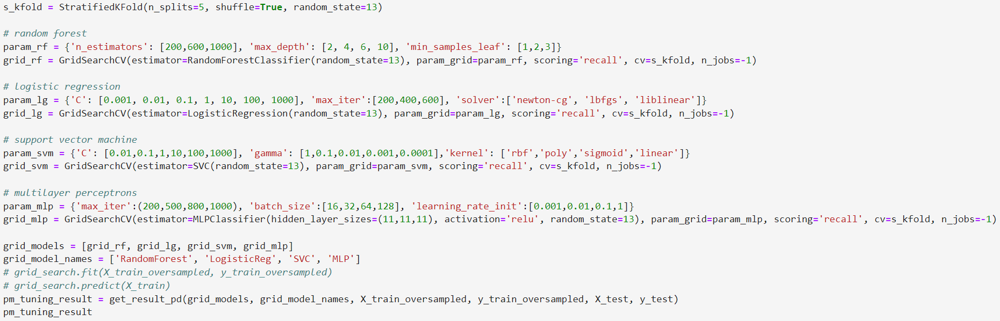 s_kfold = StratifiedKFold(n_splits=5, shuffle=True, random_state=13)
# random forest
param_rf = {'n_estimators': [200,600,1000], 'max_depth': [2, 4, 6, 10], 'min_samples_leaf': [1,2,3]}
grid_rf = GridSearchCV(estimator=RandomForestClassifier(random_state=13), param_grid=param_rf, scoring='recall', cv=s_kfold, n_jobs=-1)
# logistic regression
param_lg = {'C': [0.001, 0.01, 0.1, 1, 10, 100, 1000], 'max_iter':[200,400,600], 'solver':['newton-cg', 'lbfgs', 'liblinear']}
grid_lg = GridSearchCV(estimator=LogisticRegression(random_state=13), param_grid=param_lg, scoring='recall', cv=s_kfold, n_jobs=-1)
# support vector machine
param_svm = {'C': [0.01,0.1,1,10,100,1000], 'gamma': [1,0.1,0.01,0.001,0.0001],'kernel': ['rbf','poly','sigmoid','linear']}
grid_svm = GridSearchCV(estimator=SVC(random_state=13), param_grid=param_svm, scoring='recall', cv=s_kfold, n_jobs=-1)
# multilayer perceptrons
param_mlp = {'max_iter':(200,500,800,1000), 'batch_size':[16,32,64,128], 'learning_rate_init':[0.001,0.01,0.1,1]}
grid_mlp = GridSearchCV(estimator=MLPClassifier(hidden_layer_sizes=(11,11,11), activation='relu', random_state=13), param_grid=param_mlp, scoring='recall', cv=s_kfold, n_jobs=-1)
grid_models = [grid_rf, grid_lg, grid_svm, grid_mlp]
grid_model_names = ['RandomForest', 'LogisticReg', 'SVC', 'MLP']
# grid_search.fit(X_train_oversampled, y_train_oversampled)
# grid_search.predict(X_train)
pm_tuning_result = get_result_pd(grid_models, grid_model_names, X_train_oversampled, y_train_oversampled, X_test, y_test)
pm_tuning_result